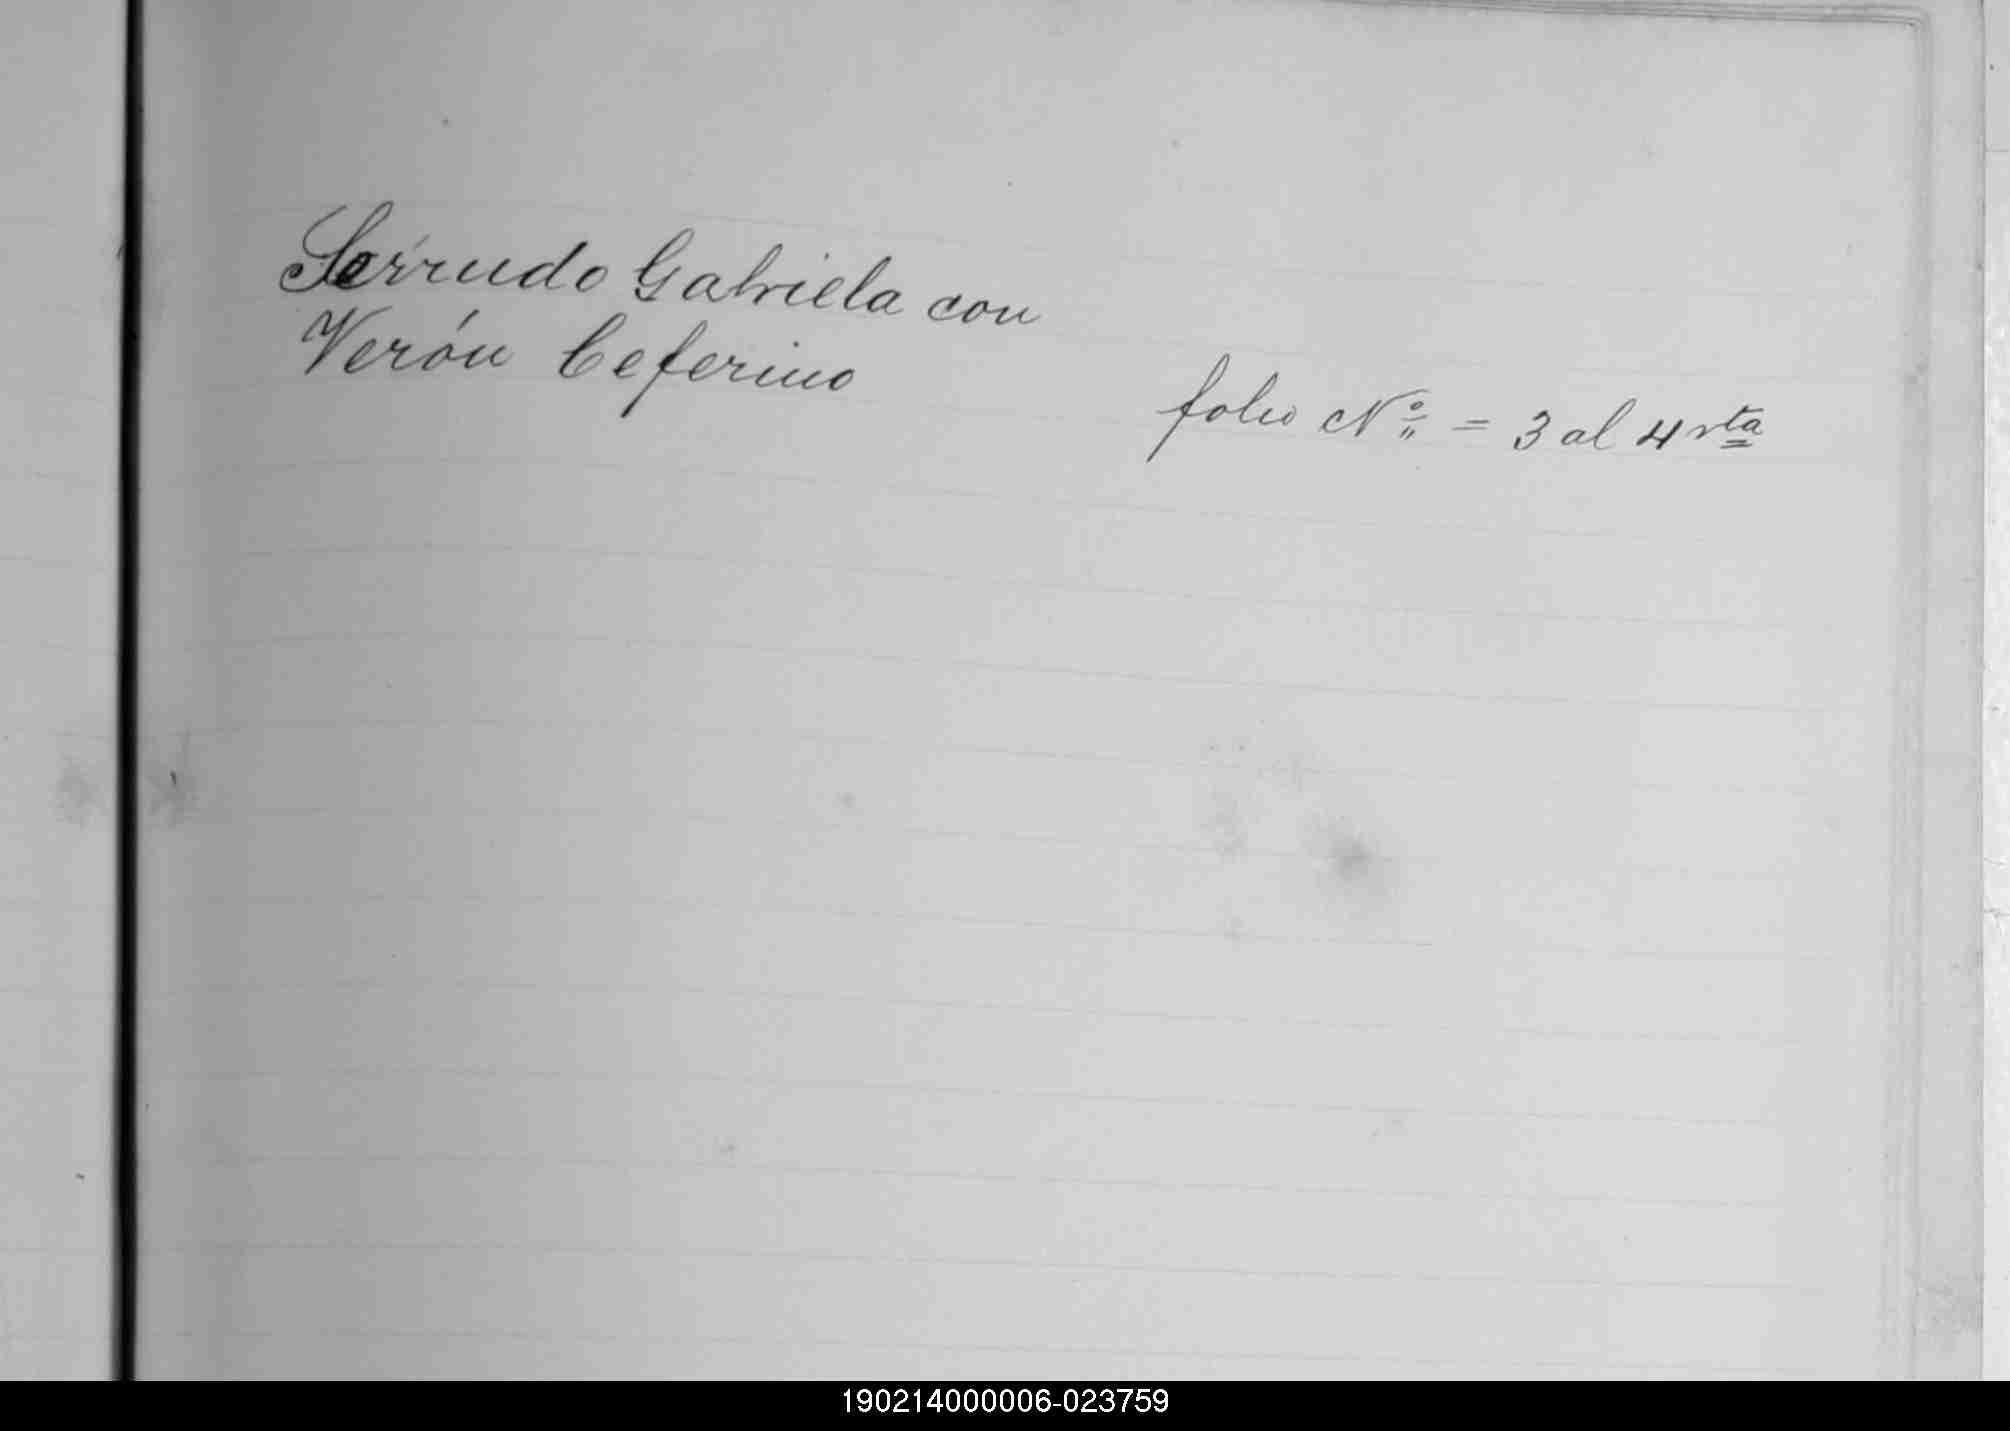 Serrudo Gabriela con
Verón Ceferino
folio Nº = 3 al 4 vta
190214000006-023759